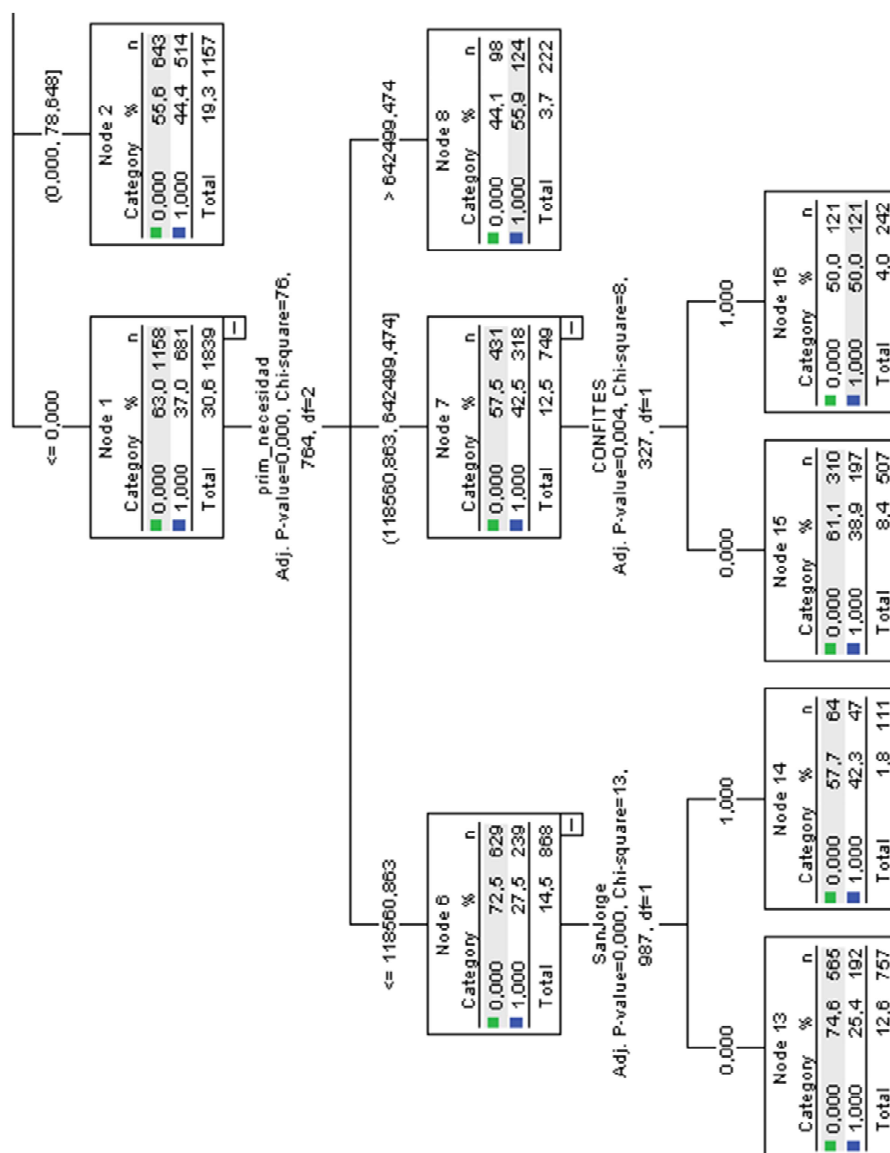 <= 0,000
(0,000, 78,648]
Node 1
Category % n
0,000 63,0 1158
1,000 37,0 681
Total 30,6 1839
Node 2
Category % n
0,000 55,6 643
1,000 44,4 514
Total 19,3 1157
prim_necesidad
Adj. P-value=0,000, Chi-square=76,
764, df=2
<= 118560,863
(118560,863, 642499,474]
> 642499,474
Node 6
Category % n
0,000 72,5 629
1,000 27,5 239
Total 14,5 868
Node 7
Category % n
0,000 57,5 431
1,000 42,5 318
Total 12,5 749
Node 8
Category % n
0,000 44,1 98
1,000 55,9 124
Total 3,7 222
SanJorge
Adj. P-value=0,000, Chi-square=13,
987, df=1
CONFITES
Adj. P-value=0,004, Chi-square=8,
327, df=1
0,000
1,000
0,000
1,000
Node 13
Category % n
0,000 74,6 565
1,000 25,4 192
Total 12,6 757
Node 14
Category % n
0,000 57,7 64
1,000 42,3 47
Total 1,8 111
Node 15
Category % n
0,000 61,1 310
1,000 38,9 197
Total 8,4 507
Node 16
Category % n
0,000 50,0 121
1,000 50,0 121
Total 4,0 242